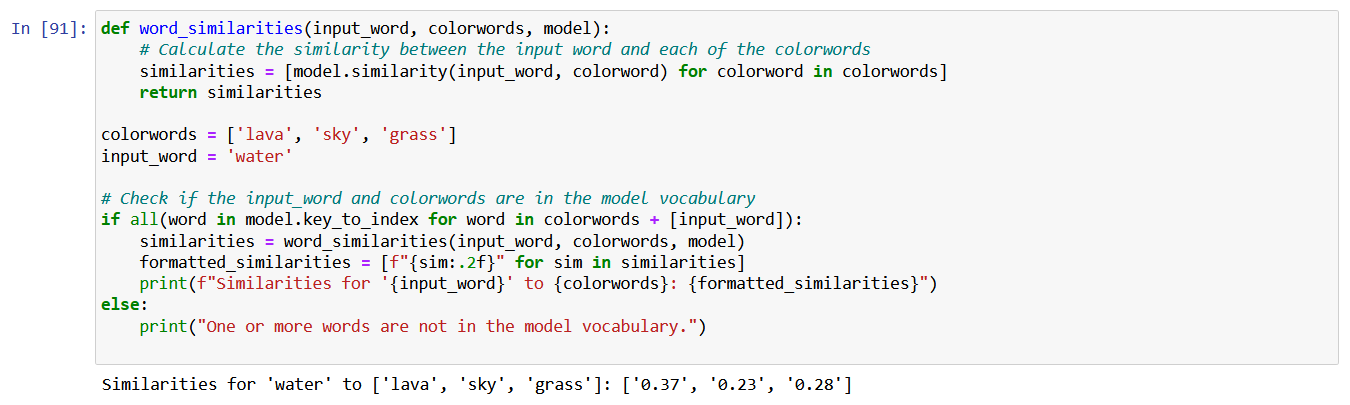 In [91]: def word_similarities(input_word, colorwords, model):
    # Calculate the similarity between the input word and each of the colorwords
    similarities = [model.similarity(input_word, colorword) for colorword in colorwords]
    return similarities

colorwords = ['lava', 'sky', 'grass']
input_word = 'water'

# Check if the input_word and colorwords are in the model vocabulary
if all(word in model.key_to_index for word in colorwords + [input_word]):
    similarities = word_similarities(input_word, colorwords, model)
    formatted_similarities = [f"{sim:.2f}" for sim in similarities]
    print(f"Similarities for '{input_word}' to {colorwords}: {formatted_similarities}")
else:
    print("One or more words are not in the model vocabulary.")

Similarities for 'water' to ['lava', 'sky', 'grass']: ['0.37', '0.23', '0.28']